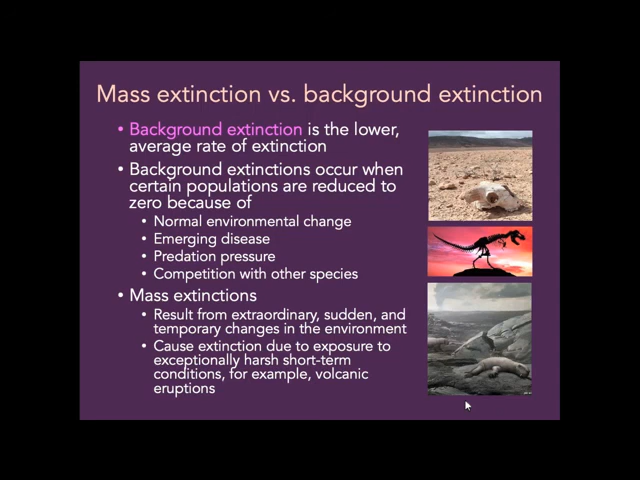 Mass extinction vs. background extinction
• Background extinction is the lower,
average rate of extinction
• Background extinctions occur when
certain populations are reduced to
zero because of
• Normal environmental change
• Emerging disease
• Predation pressure
• Competition with other species
• Mass extinctions
• Result from extraordinary, sudden, and
temporary changes in the environment
• Cause extinction due to exposure to
exceptionally harsh short-term
conditions, for example, volcanic
eruptions